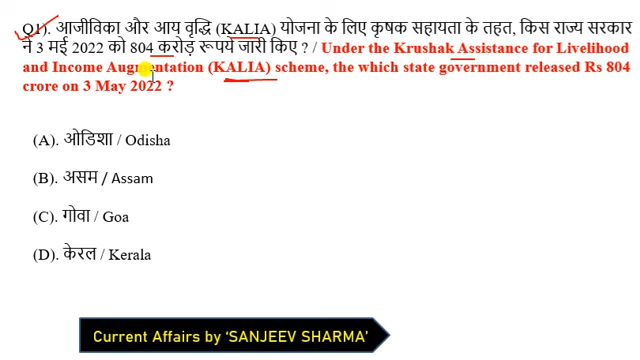 Q1). आजीविका और आय वृद्धि (KALIA) योजना के लिए कृषक सहायता के तहत, किस राज्य सरकार
ने 3 मई 2022 को 804 करोड़ रूपये जारी किए ? / Under the Krushak Assistance for Livelihood
and Income Augmentation (KALIA) scheme, the which state government released Rs 804
crore on 3 May 2022 ?
(A). ओडिशा / Odisha
(B). असम / Assam
(C). गोवा / Goa
(D). केरल / Kerala
Current Affairs by ‘SANJEEV SHARMA’